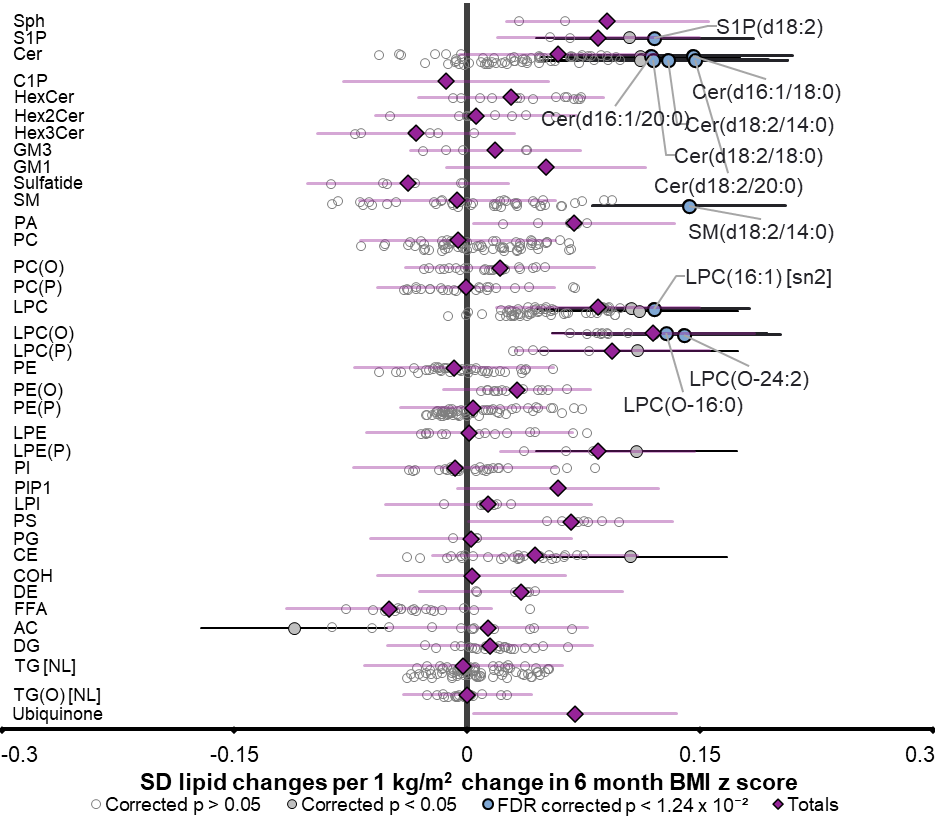 Sph
S1P
S1P(d18:2)
Cer
C1P
Cer(d16:1/18:0)
HexCer
Hex2Cer
Cer(d16:1/20:0)
Cer(d18:2/14:0)
Hex3Cer
GM3
Cer(d18:2/18:0)
GM1
Sulfatide
Cer(d18:2/20:0)
SM
PA
SM(d18:2/14:0)
PC
PC(O)
LPC(16:1) [sn2]
PC(P)
LPC
LPC(O)
LPC(P)
PE
LPC(O-24:2)
PE(O)
PE(P)
LPC(O-16:0)
LPE
LPE(P)
PI
PIP1
LPI
PS
PG
CE
COH
DE
FFA
AC
DG
TG [NL]
TG(O) [NL]
Ubiquinone
-0.3 -0.15 0 0.15 0.3
SD lipid changes per 1 kg/m² change in 6 month BMI z score
Corrected p > 0.05 Corrected p < 0.05 FDR corrected p < 1.24 x 10⁻² Totals